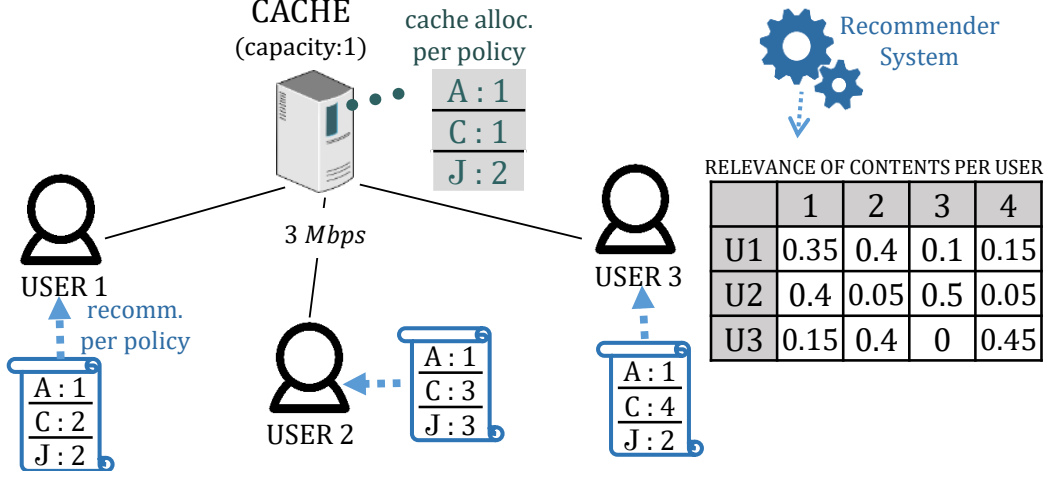 CACHE
(capacity:1)
cache alloc.
per policy
A : 1
C : 1
J : 2
Recommender
System
3 Mbps
USER 1
recomm.
per policy
A : 1
C : 2
J : 2
USER 2
A : 1
C : 3
J : 3
USER 3
A : 1
C : 4
J : 2
RELEVANCE OF CONTENTS PER USER
1 2 3 4
U1 0.35 0.4 0.1 0.15
U2 0.4 0.05 0.5 0.05
U3 0.15 0.4 0 0.45